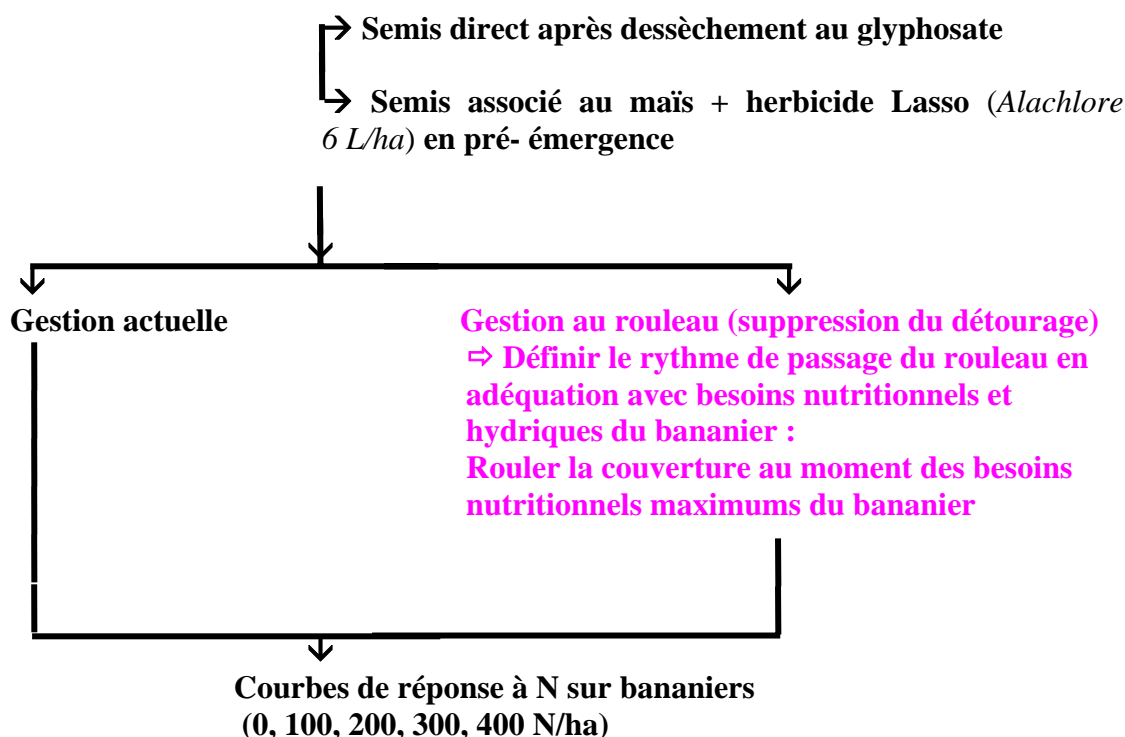 → Semis direct après dessèchement au glyphosate
→ Semis associé au maïs + herbicide Lasso (Alachlore
6 L/ha) en pré- émergence
Gestion actuelle
Gestion au rouleau (suppression du détourage)
⇨ Définir le rythme de passage du rouleau en
adéquation avec besoins nutritionnels et
hydriques du bananier :
Rouler la couverture au moment des besoins
nutritionnels maximums du bananier
Courbes de réponse à N sur bananiers
(0, 100, 200, 300, 400 N/ha)